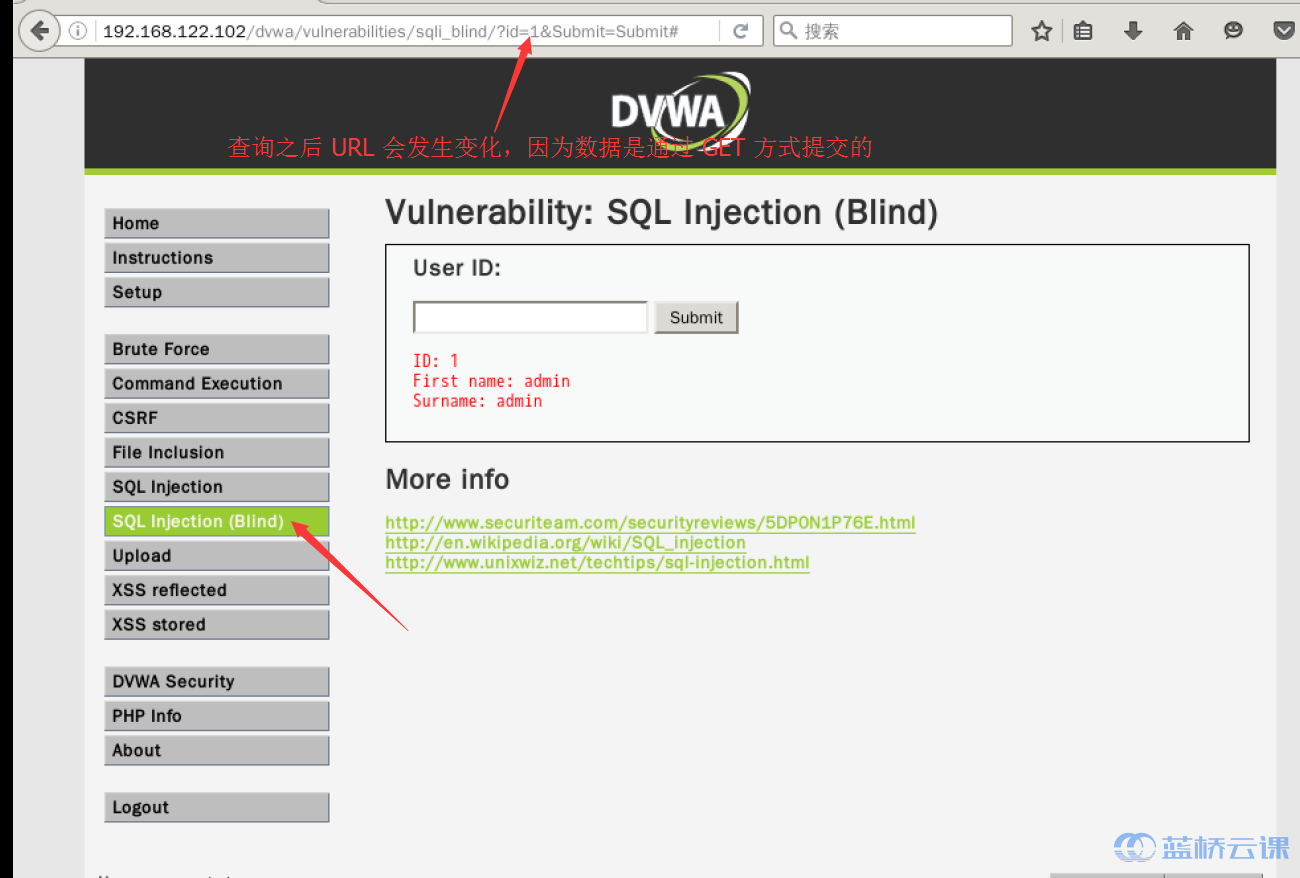 192.168.122.102/dvwa/vulnerabilities/sqli_blind/?id=1&Submit=Submit#
搜索
DVWA
查询之后 URL 会发生变化，因为数据是通过 GET 方式提交的
Home
Instructions
Setup
Brute Force
Command Execution
CSRF
File Inclusion
SQL Injection
SQL Injection (Blind)
Upload
XSS reflected
XSS stored
DVWA Security
PHP Info
About
Logout
Vulnerability: SQL Injection (Blind)
User ID:
Submit
ID: 1
First name: admin
Surname: admin
More info
http://www.securiteam.com/securityreviews/5DP0N1P76E.html
http://en.wikipedia.org/wiki/SQL_injection
http://www.unixwiz.net/techtips/sql-injection.html
蓝桥云课